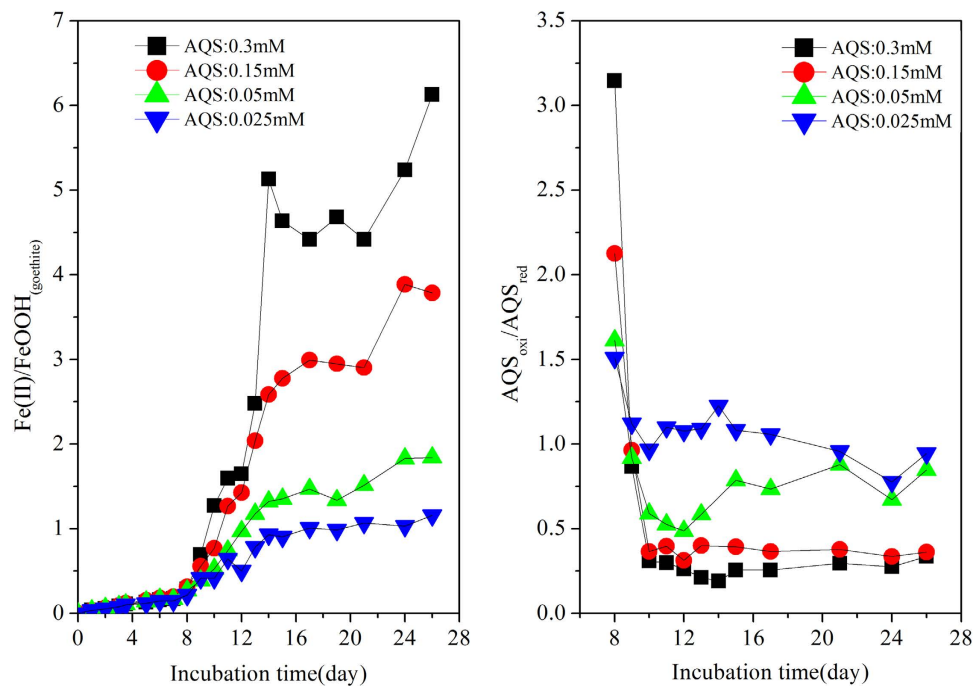 AQS:0.3mM
AQS:0.15mM
AQS:0.05mM
AQS:0.025mM
Fe(II)/FeOOH(goethite)
7
6
5
4
3
2
1
0
0 4 8 12 16 20 24 28
Incubation time(day)
AQS:0.3mM
AQS:0.15mM
AQS:0.05mM
AQS:0.025mM
AQSoxi/AQSred
3.5
3.0
2.5
2.0
1.5
1.0
0.5
0.0
4 8 12 16 20 24 28
Incubation time(day)